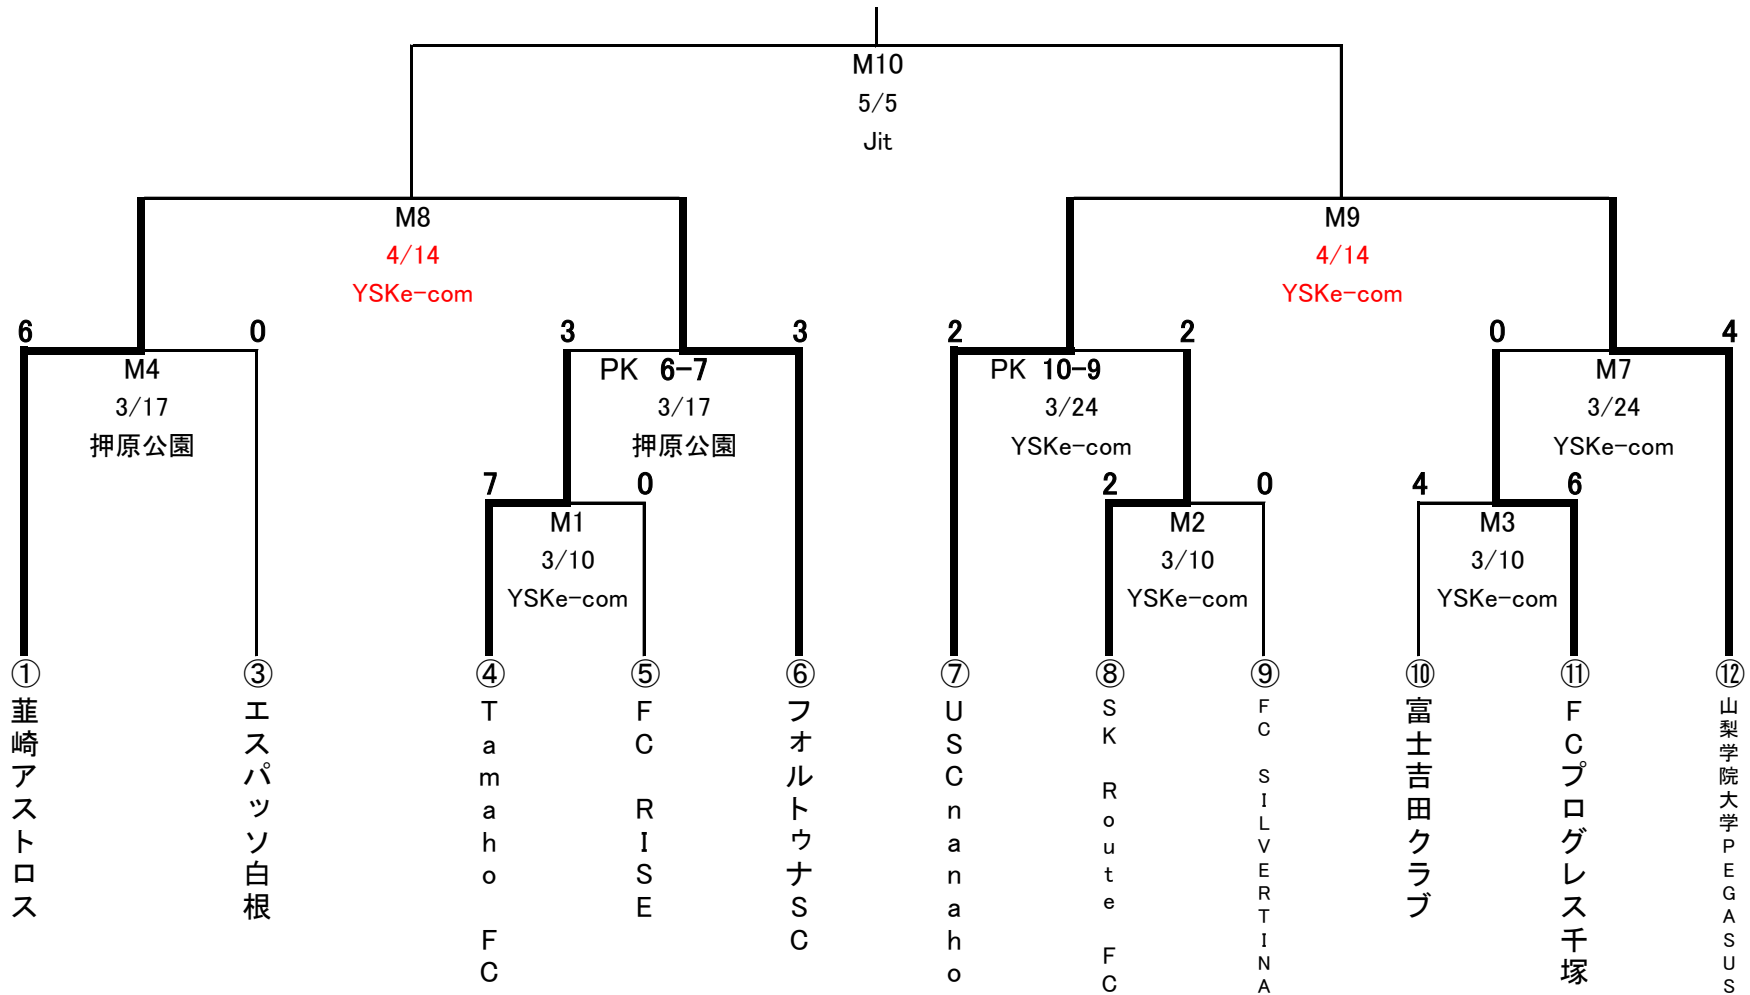 M10
5/5
Jit
M8
4/14
YSKe-com
M9
4/14
YSKe-com
6 0 3 3 2 2 0 4
M4
3/17
押原公園
PK 6-7
3/17
押原公園
PK 10-9
3/24
YSKe-com
M7
3/24
YSKe-com
7 0 2 0 4 6
M1
3/10
YSKe-com
M2
3/10
YSKe-com
M3
3/10
YSKe-com
① ③ ④ ⑤ ⑥ ⑦ ⑧ ⑨ ⑩ ⑪ ⑫
韮崎アストロス
エスパッソ白根
Tamaho FC
FC RISE
フォルトゥナSC
USCnanaho
SK Route FC
FC SILVERTINA
富士吉田クラブ
FCプログレス千塚
山梨学院大学PEGASUS